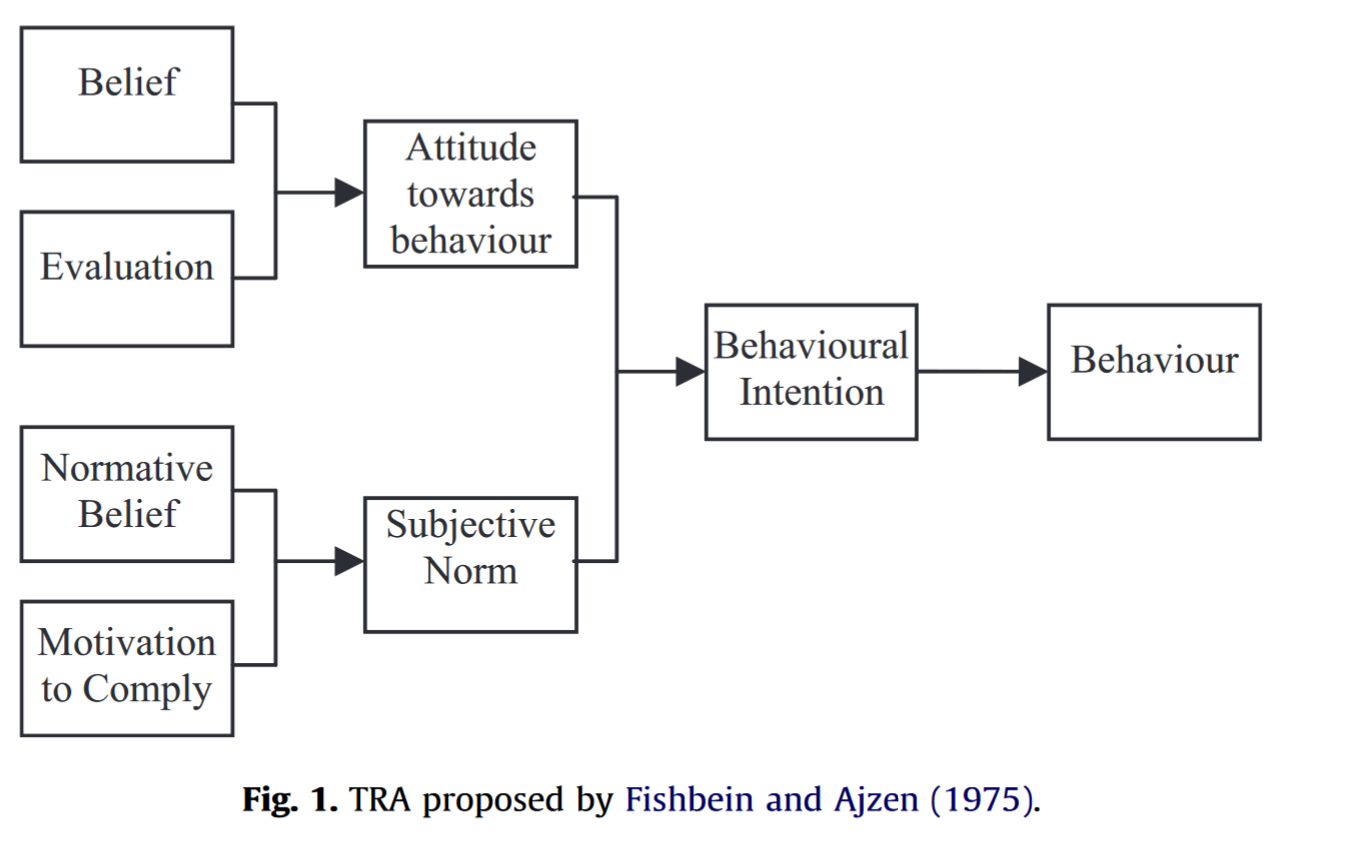 Belief
Evaluation
Attitude
towards
behaviour
Normative
Belief
Motivation
to Comply
Subjective
Norm
Behavioural
Intention
Behaviour
Fig. 1. TRA proposed by Fishbein and Ajzen (1975).